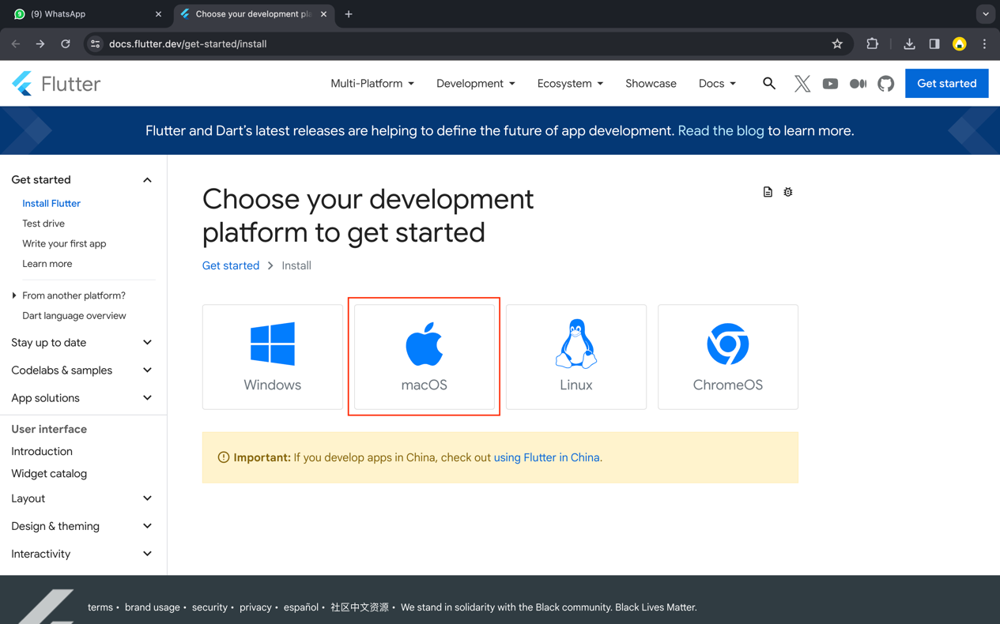 (9) WhatsApp
Choose your development pla
docs.flutter.dev/get-started/install
Flutter
Multi-Platform
Development
Ecosystem
Showcase
Docs
Get started
Flutter and Dart’s latest releases are helping to define the future of app development. Read the blog to learn more.
Get started
Install Flutter
Test drive
Write your first app
Learn more
From another platform?
Dart language overview
Stay up to date
Codelabs & samples
App solutions
User interface
Introduction
Widget catalog
Layout
Design & theming
Interactivity
Choose your development
platform to get started
Get started
Install
Windows
macOS
Linux
ChromeOS
Important: If you develop apps in China, check out using Flutter in China.
terms • brand usage • security • privacy • español • 社区中文资源 • We stand in solidarity with the Black community. Black Lives Matter.